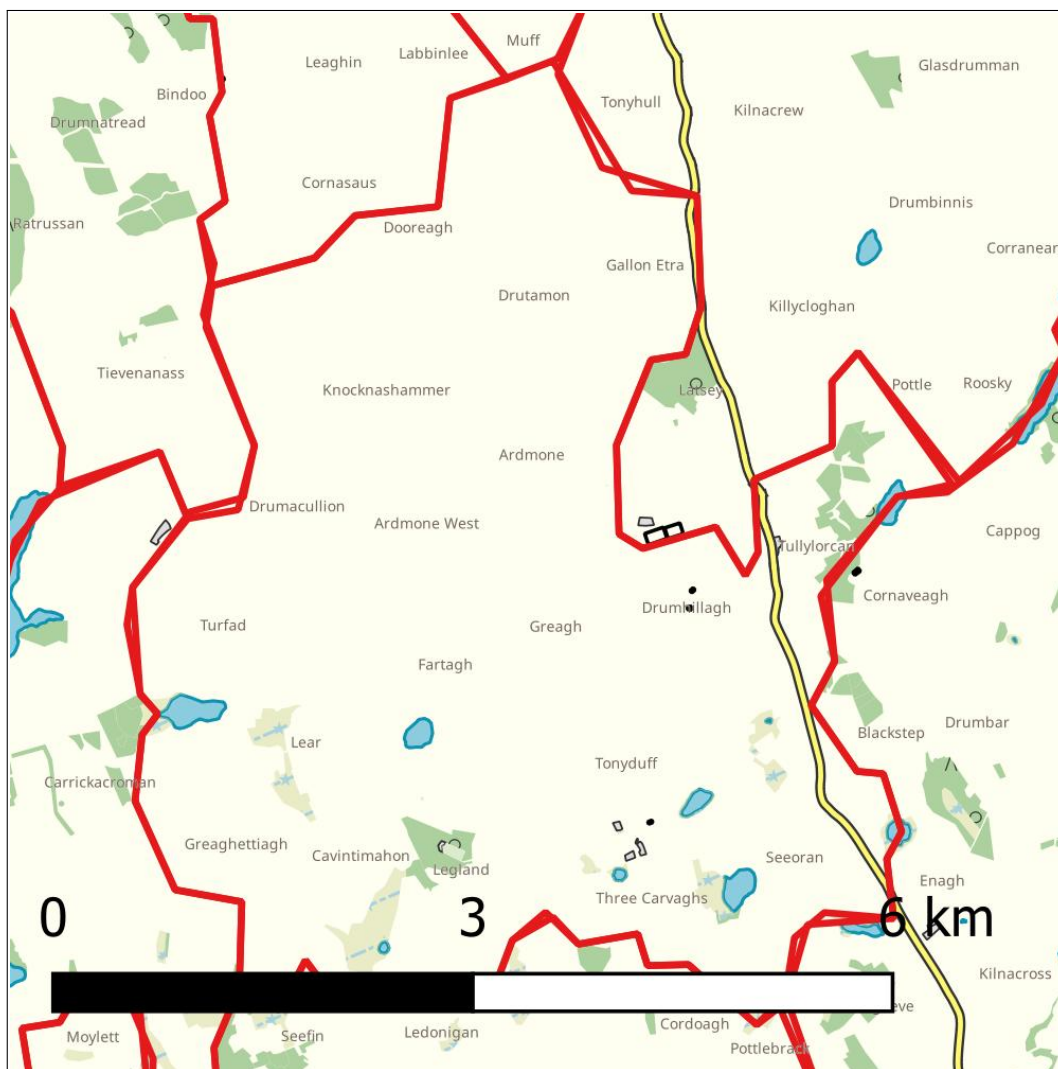 Muff
Labbinlee
Leaghin
Glasdrumman
Bindoo
Tonyhull
Kilnacrew
Drumnatread
Cornasaus
Drumbinnis
Ratrussan
Dooreagh
Corranear
Gallon Etra
Drutamon
Killycloghan
Tievenanass
Knocknashammer
Latsey
Pottle
Roosky
Ardmone
Drumacullion
Ardmone West
Cappog
Tullylorcan
Cornaveagh
Drumhillagh
Turfad
Greagh
Fartagh
Drumbar
Blackstep
Lear
Tonyduff
Carrickacroman
Greaghettiagh
Cavintimahon
Seeoran
Legland
Enagh
Three Carvaghs
0 3 6 km
Kilnacross
Moylett
Seefin
Ledonigan
Cordoagh
Pottlebrack